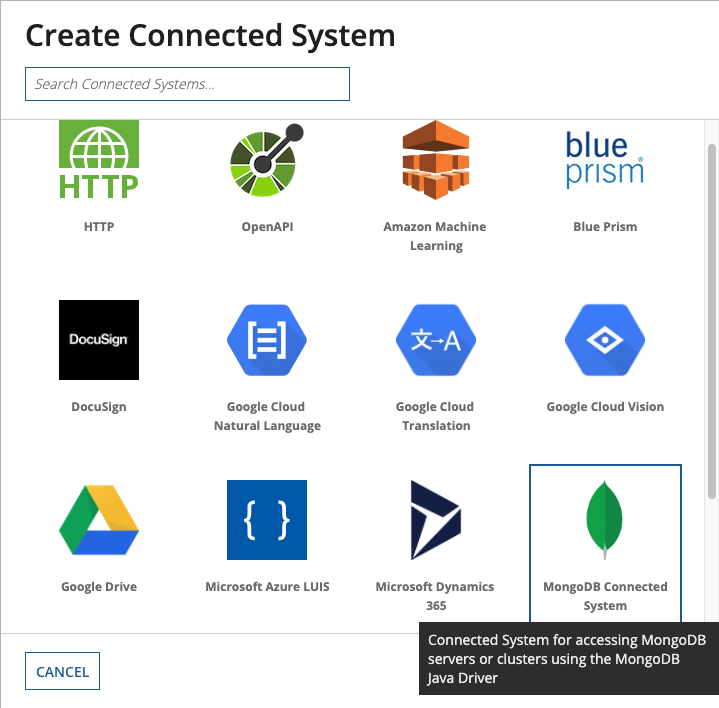 Create Connected System
Search Connected Systems...
HTTP
blue
prism®
HTTP
OpenAPI
Amazon Machine
Learning
Blue Prism
DocuSign
文→A
DocuSign
Google Cloud
Natural Language
Google Cloud
Translation
Google Cloud Vision
{ }
Google Drive
Microsoft Azure LUIS
Microsoft Dynamics
365
MongoDB Connected
System
Connected System for accessing MongoDB
servers or clusters using the MongoDB
Java Driver
CANCEL